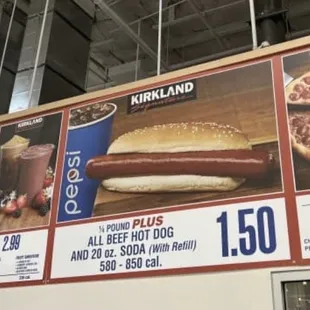 KIRKLAND
2.99
KIRKLAND
Signature
pepsi
¼ POUND PLUS
ALL BEEF HOT DOG
AND 20 oz. SODA (With Refill)
580 - 850 cal.
1.50